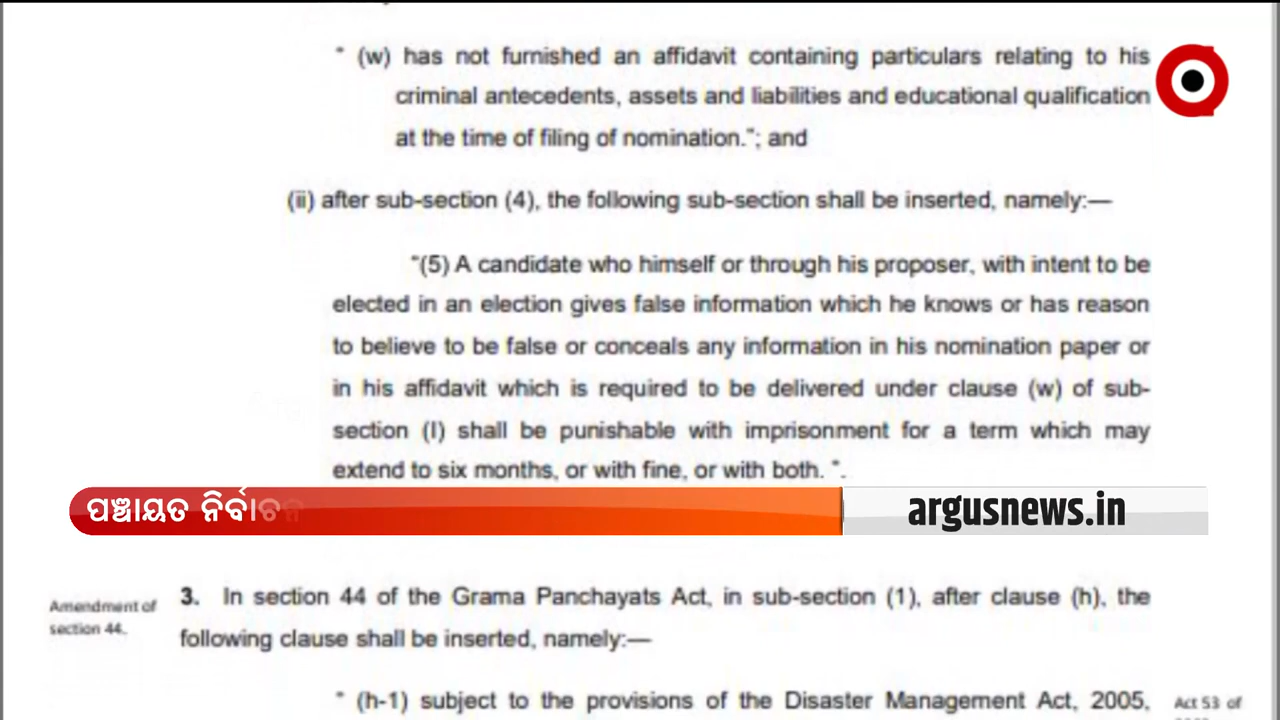 " (w) has not furnished an affidavit containing particulars relating to his
criminal antecedents, assets and liabilities and educational qualification
at the time of filing of nomination."; and
(ii) after sub-section (4), the following sub-section shall be inserted, namely:—
"(5) A candidate who himself or through his proposer, with intent to be
elected in an election gives false information which he knows or has reason
to believe to be false or conceals any information in his nomination paper or
in his affidavit which is required to be delivered under clause (w) of sub-
section (l) shall be punishable with imprisonment for a term which may
extend to six months, or with fine, or with both. ".
ପଞ୍ଚାୟତ ନିର୍ବାଚନ
argusnews.in
Amendment of
section 44.
3. In section 44 of the Grama Panchayats Act, in sub-section (1), after clause (h), the
following clause shall be inserted, namely:—
" (h-1) subject to the provisions of the Disaster Management Act, 2005,
Act 53 of